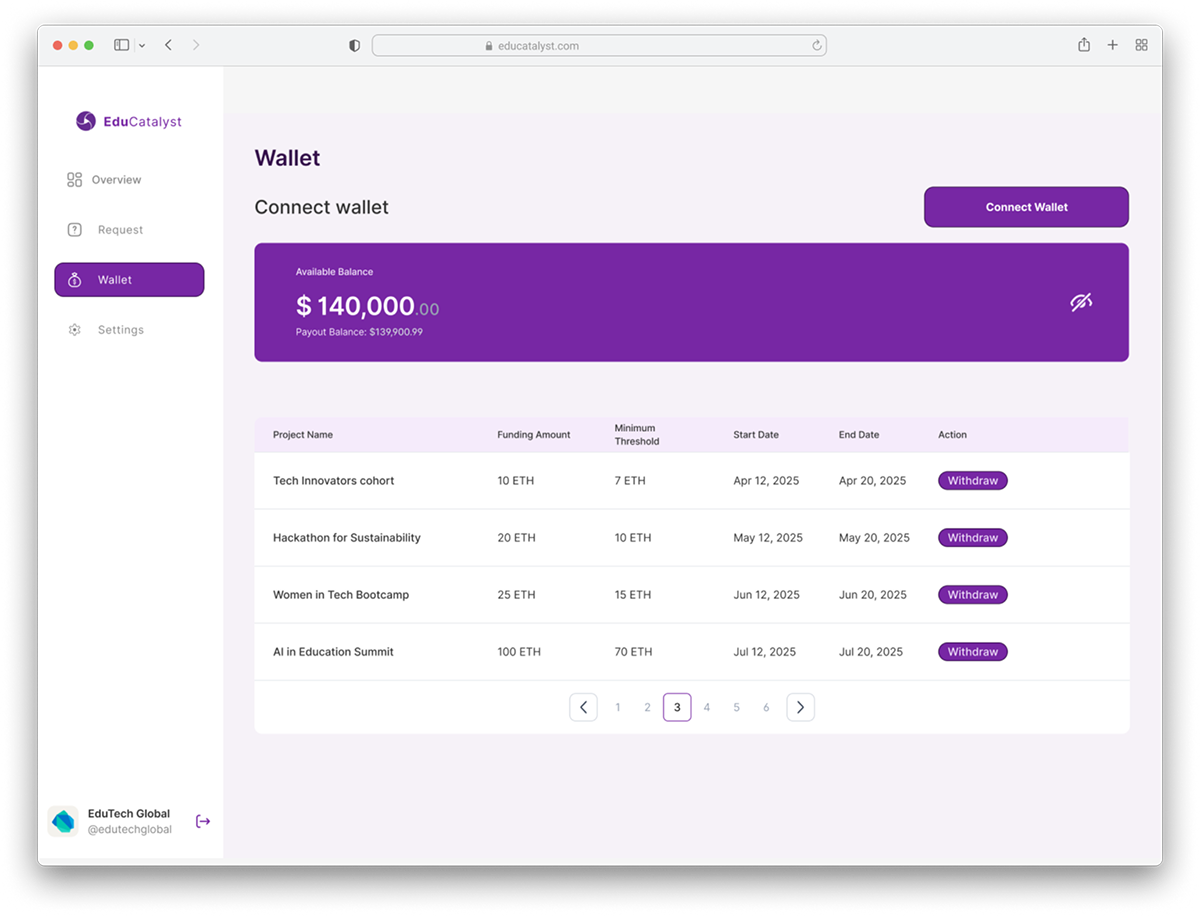 educatalyst.com
EduCatalyst
Overview
Request
Wallet
Settings
EduTech Global
@edutechglobal
Wallet
Connect wallet
Connect Wallet
Available Balance
$ 140,000.00
Payout Balance: $139,900.99
Project Name Funding Amount Minimum Threshold Start Date End Date Action
Tech Innovators cohort 10 ETH 7 ETH Apr 12, 2025 Apr 20, 2025 Withdraw
Hackathon for Sustainability 20 ETH 10 ETH May 12, 2025 May 20, 2025 Withdraw
Women in Tech Bootcamp 25 ETH 15 ETH Jun 12, 2025 Jun 20, 2025 Withdraw
AI in Education Summit 100 ETH 70 ETH Jul 12, 2025 Jul 20, 2025 Withdraw
1 2 3 4 5 6